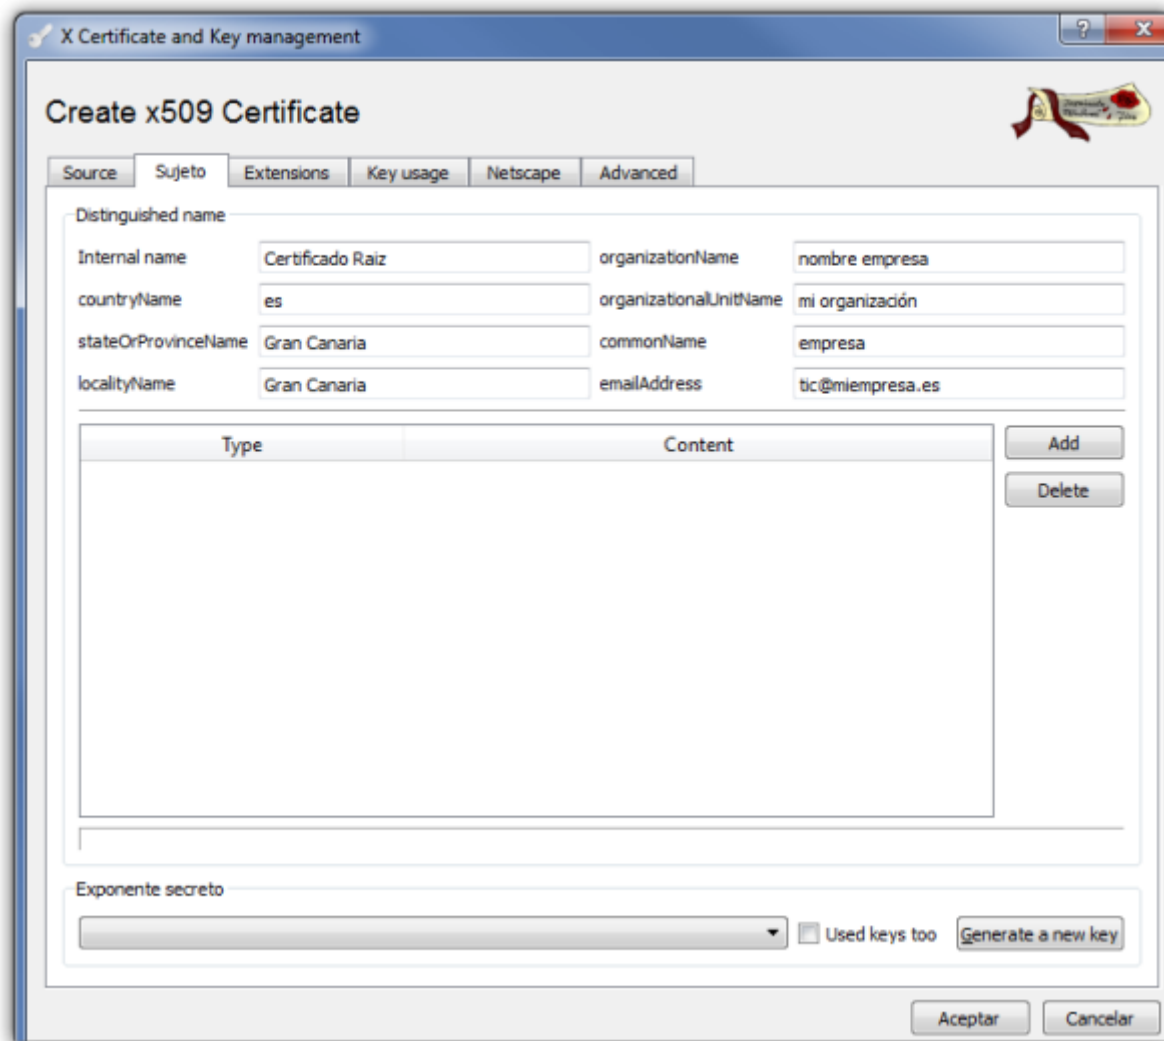 X Certificate and Key management
Create x509 Certificate
Source Sujeto Extensions Key usage Netscape Advanced
Distinguished name
Internal name Certificado Raiz organizationName nombre empresa
countryName es organizationalUnitName mi organización
stateOrProvinceName Gran Canaria commonName empresa
localityName Gran Canaria emailAddress tic@miempresa.es
Type Content Add
Delete
Exponente secreto
Used keys too Generate a new key
Aceptar Cancelar